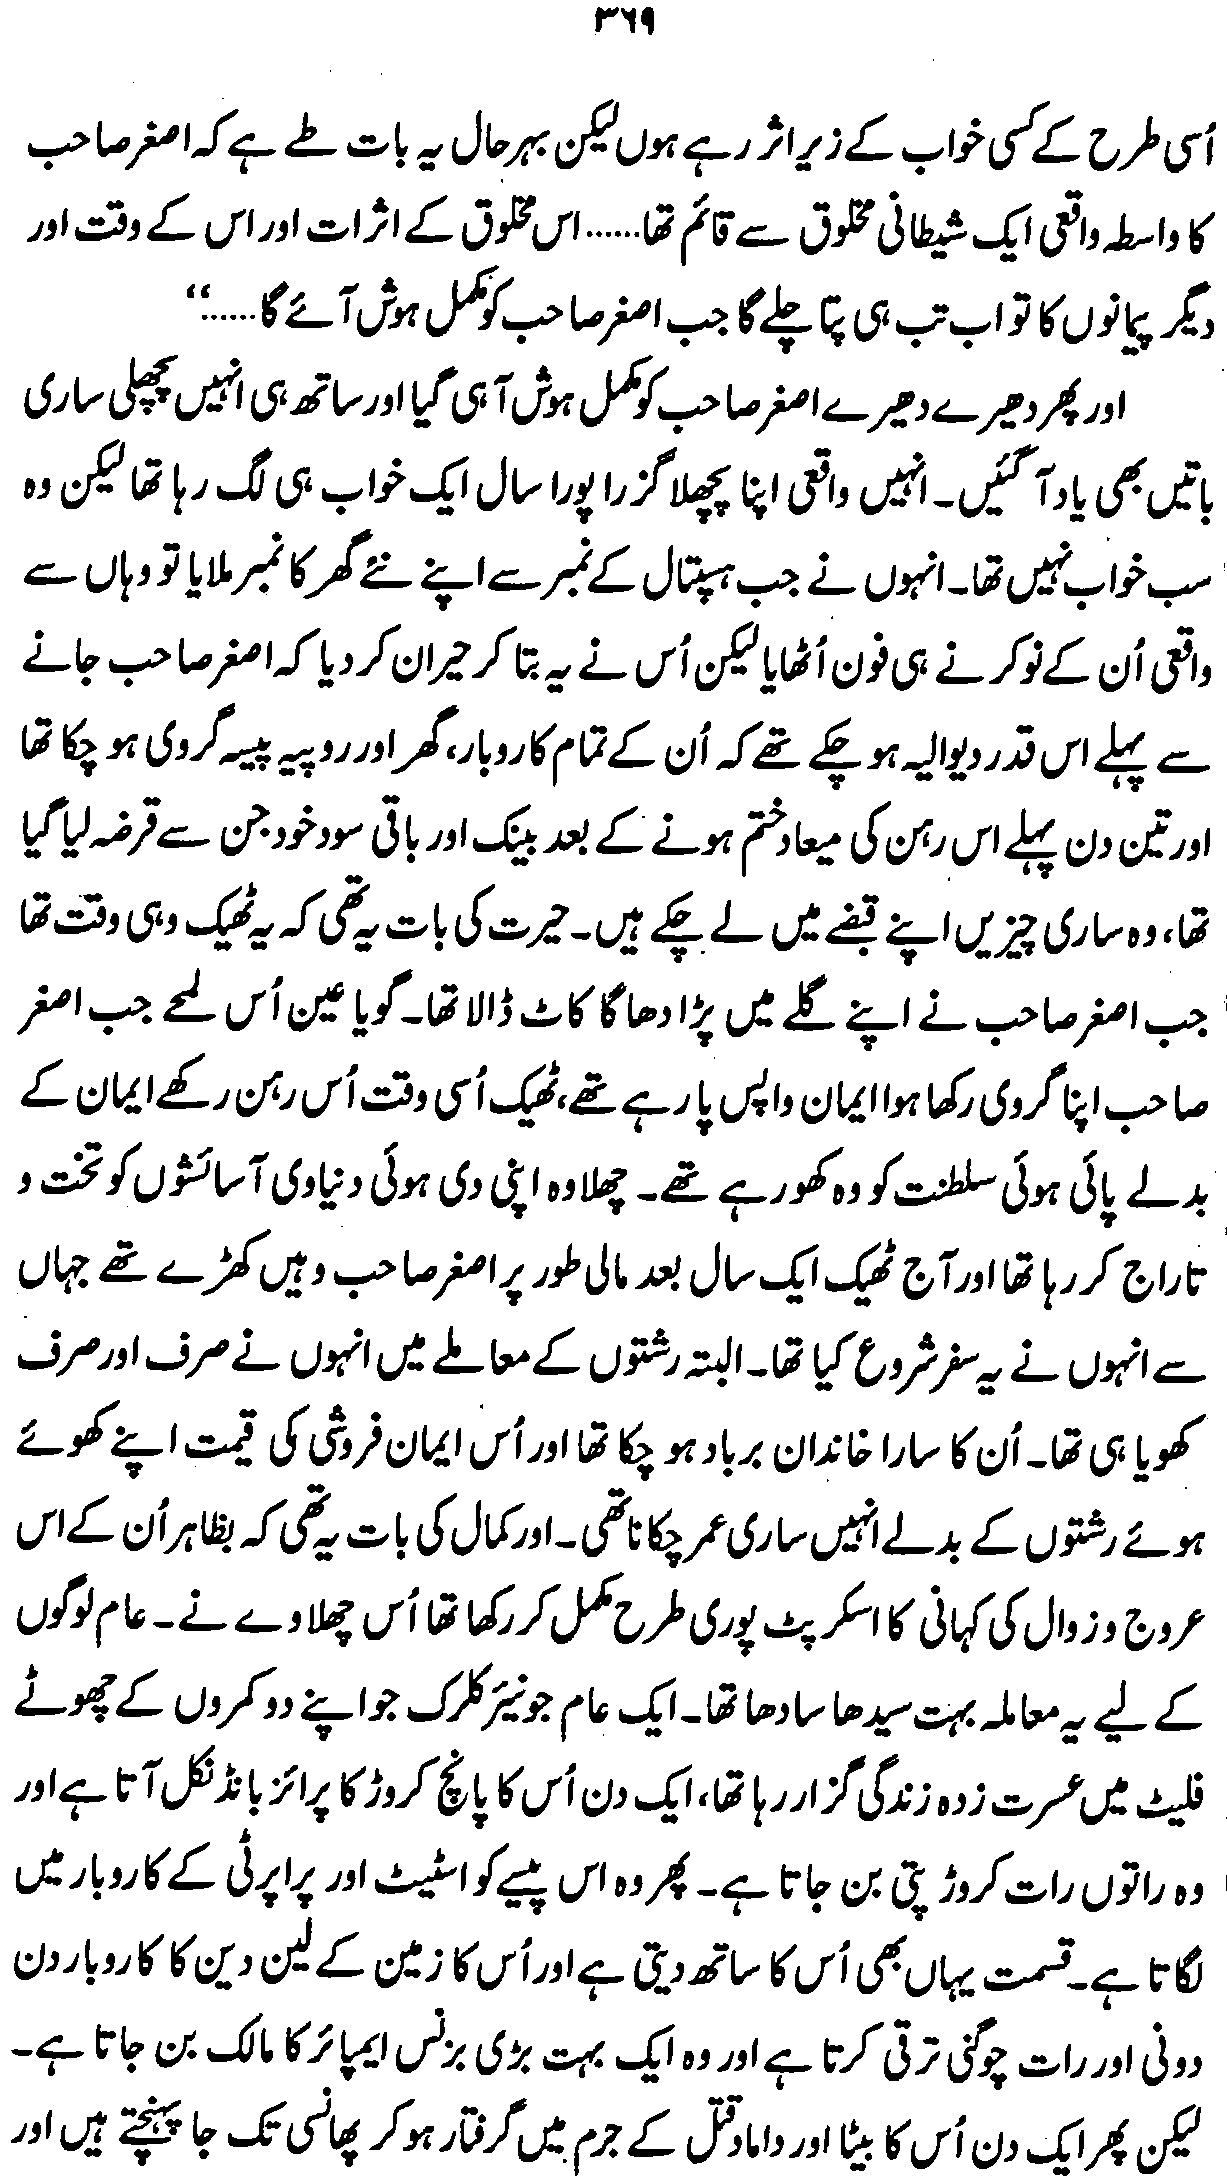 ۳۶۹
اُسی طرح کے کسی خواب کے زیر اثر رہے ہوں لیکن بہرحال یہ بات طے ہے کہ اصغر صاحب
کا واسطہ واقعی ایک شیطانی مخلوق سے قائم تھا...... اس مخلوق کے اثرات اور اس کے وقت اور
دیگر پیمانوں کا تو اب تب ہی پتا چلے گا جب اصغر صاحب کو مکمل ہوش آئے گا......‘‘
اور پھر دھیرے دھیرے اصغر صاحب کو مکمل ہوش آ ہی گیا اور ساتھ ہی انہیں پچھلی ساری
باتیں بھی یاد آ گئیں۔ انہیں واقعی اپنا پچھلا گزرا پورا سال ایک خواب ہی لگ رہا تھا لیکن وہ
سب خواب نہیں تھا۔ انہوں نے جب ہسپتال کے نمبر سے اپنے نئے گھر کا نمبر ملایا تو وہاں سے
واقعی اُن کے نوکر نے ہی فون اُٹھایا لیکن اُس نے یہ بتا کر حیران کر دیا کہ اصغر صاحب جانے
سے پہلے اس قدر دیوالیہ ہو چکے تھے کہ اُن کے تمام کاروبار، گھر اور روپیہ پیسہ گروی ہو چکا تھا
اور تین دن پہلے اس رہن کی میعاد ختم ہونے کے بعد بینک اور باقی سود خود جن سے قرضہ لیا گیا
تھا، وہ ساری چیزیں اپنے قبضے میں لے چکے ہیں۔ حیرت کی بات یہ تھی کہ یہ ٹھیک وہی وقت تھا
جب اصغر صاحب نے اپنے گلے میں پڑا دھاگا کاٹ ڈالا تھا۔ گویا عین اُس لمحے جب اصغر
صاحب اپنا گروی رکھا ہوا ایمان واپس پا رہے تھے، ٹھیک اُسی وقت اُس رہن رکھے ایمان کے
بدلے پائی ہوئی سلطنت کو وہ کھو رہے تھے۔ چھلاوہ اپنی دی ہوئی دنیاوی آسائشوں کو تخت و
تاراج کر رہا تھا اور آج ٹھیک ایک سال بعد مالی طور پر اصغر صاحب وہیں کھڑے تھے جہاں
سے انہوں نے یہ سفر شروع کیا تھا۔ البتہ رشتوں کے معاملے میں انہوں نے صرف اور صرف
کھویا ہی تھا۔ اُن کا سارا خاندان برباد ہو چکا تھا اور اُس ایمان فروشی کی قیمت اپنے کھوئے
ہوئے رشتوں کے بدلے انہیں ساری عمر چکانا تھی۔ اور کمال کی بات یہ تھی کہ بظاہر اُن کے اس
عروج و زوال کی کہانی کا اسکرپٹ پوری طرح مکمل کر رکھا تھا اُس چھلاوے نے۔ عام لوگوں
کے لیے یہ معاملہ بہت سیدھا سادھا تھا۔ ایک عام جونیئر کلرک جو اپنے دو کمروں کے چھوٹے
فلیٹ میں عسرت زدہ زندگی گزار رہا تھا، ایک دن اُس کا پانچ کروڑ کا پرائز بانڈ نکل آتا ہے اور
وہ راتوں رات کروڑ پتی بن جاتا ہے۔ پھر وہ اس پیسے کو اسٹیٹ اور پراپرٹی کے کاروبار میں
لگاتا ہے۔ قسمت یہاں بھی اُس کا ساتھ دیتی ہے اور اُس کا زمین کے لین دین کا کاروبار دن
دونی اور رات چوگنی ترقی کرتا ہے اور وہ ایک بہت بڑی بزنس ایمپائر کا مالک بن جاتا ہے۔
لیکن پھر ایک دن اُس کا بیٹا اور داماد قتل کے جرم میں گرفتار ہو کر پھانسی تک جا پہنچتے ہیں اور